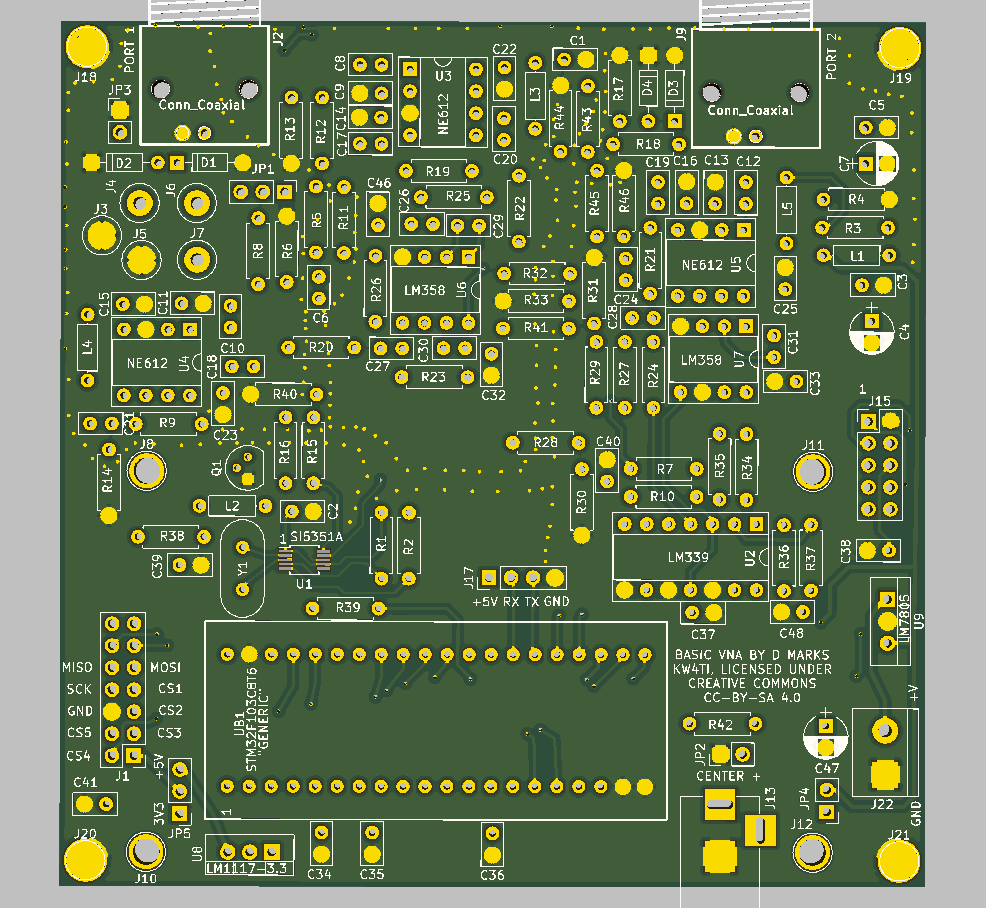 PORT 1
J2
J9
PORT 2
J18
J19
Conn_Coaxial
Conn_Coaxial
JP3
D2
D1
JP1
R13
R12
C8
C9
C14
C17
U3
NE612
C22
C20
L3
C1
R44
R43
R17
D4
D3
R18
C5
C7
J4
J6
J3
J5
J7
R8
R6
R5
R11
C6
C46
C26
C29
R19
R25
R22
R45
R46
C19
C16
C13
C12
L5
R4
R3
L1
C3
C4
C15
C11
C10
C18
L4
NE612
U4
R26
LM358
U6
R32
R33
R41
R31
C24
C28
R21
NE612
U5
C25
LM358
U7
C31
C33
R20
C27
C30
R23
C32
R29
R27
R24
R40
C23
C21
R9
J8
R14
Q1
R16
R15
L2
C2
R28
C40
R30
R7
R10
R35
R34
J11
1
J15
R38
C39
Y1
1
SI5351A
U1
R1
R2
R39
J17
+5V RX TX GND
LM339
U2
R36
R37
C38
C37
C48
LM7805
U9
MISO
MOSI
SCK
CS1
GND
CS2
CS5
CS3
CS4
J1
+5V
3V3
JP5
C41
UB1
STM32F103C8T6
"GENERIC"
1
BASIC VNA BY D MARKS
KW4TI, LICENSED UNDER
CREATIVE COMMONS
CC-BY-SA 4.0
R42
JP2
CENTER +
J13
C47
JP4
+V
J22
GND
J20
J10
U8
LM1117-3.3
C34
C35
C36
J12
J21